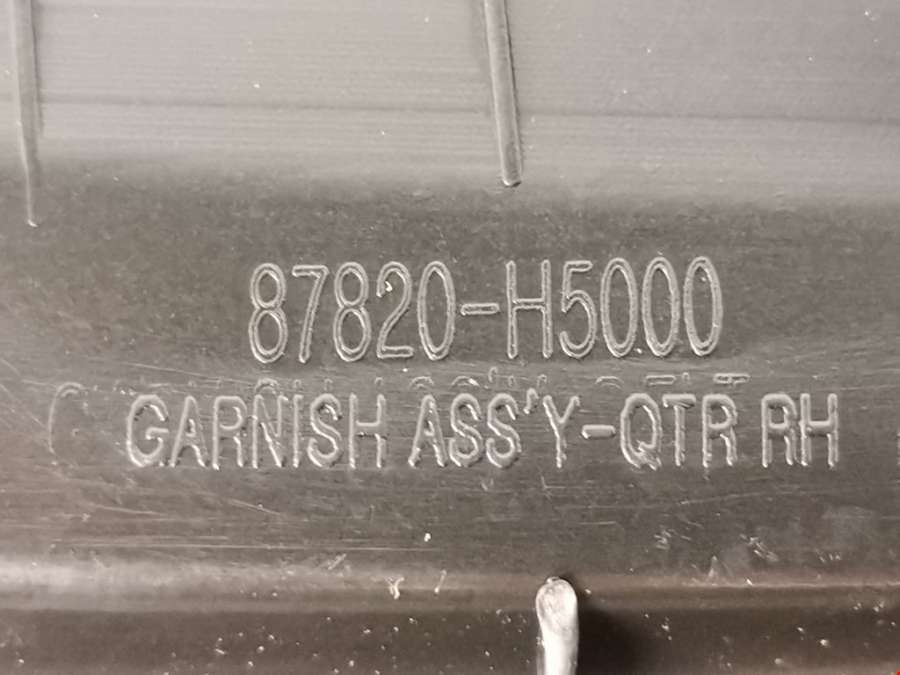 87820-H5000
GARNISH ASS'Y-QTR RH